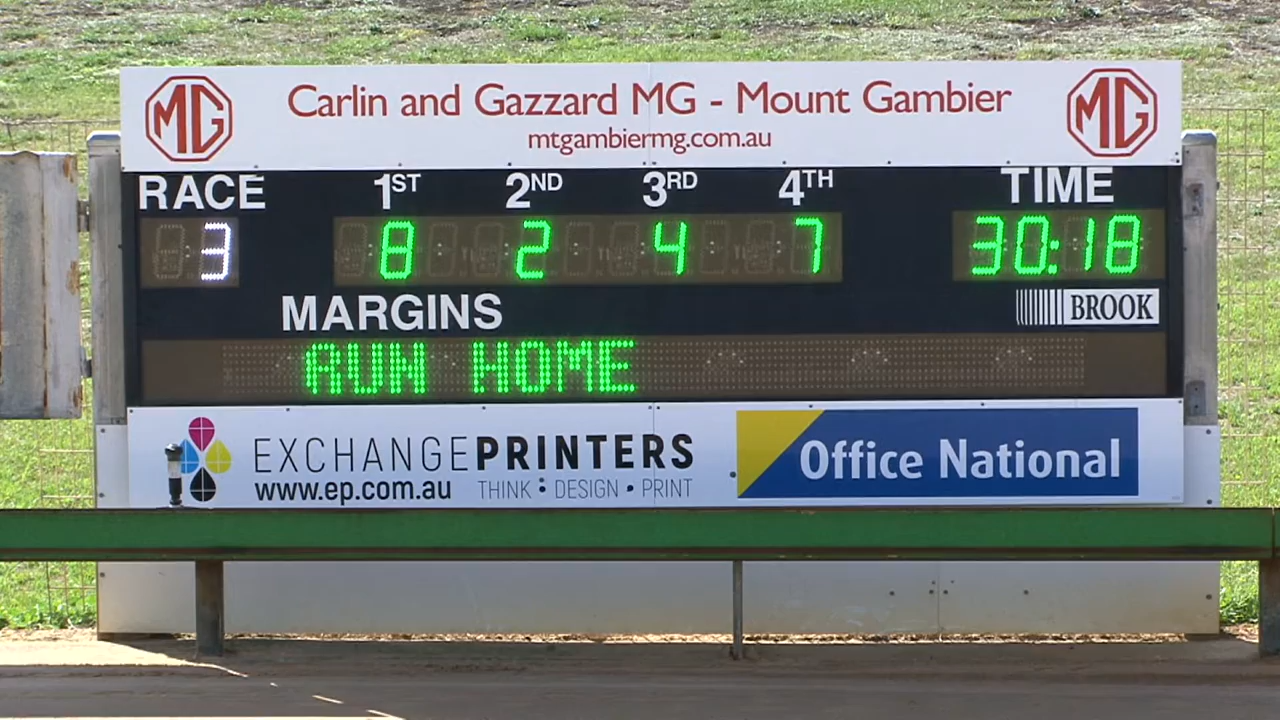 MG Carlin and Gazzard MG - Mount Gambier MG
mtgambiermg.com.au
RACE 1ST 2ND 3RD 4TH TIME
3 8 2 4 7 30:18
MARGINS BROOK
RUN HOME
EXCHANGEPRINTERS
www.ep.com.au THINK : DESIGN • PRINT
Office National